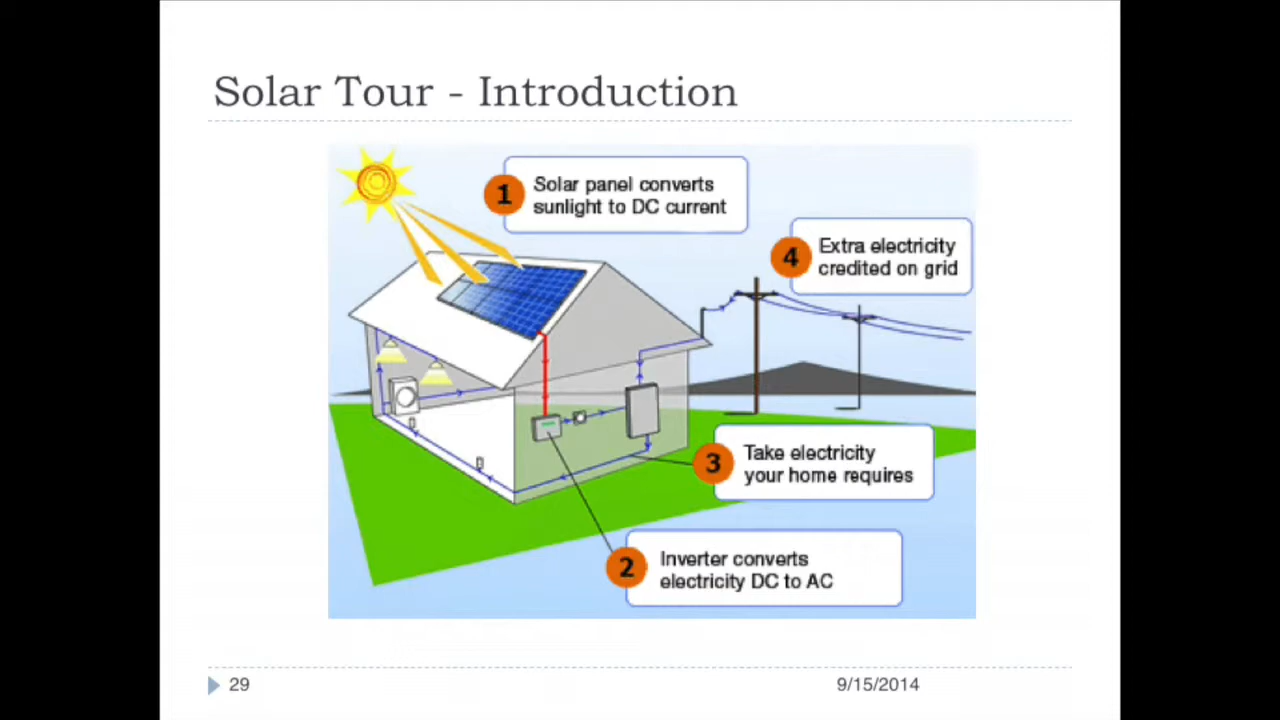 Solar Tour - Introduction
1
Solar panel converts
sunlight to DC current
4
Extra electricity
credited on grid
3
Take electricity
your home requires
2
Inverter converts
electricity DC to AC
29
9/15/2014